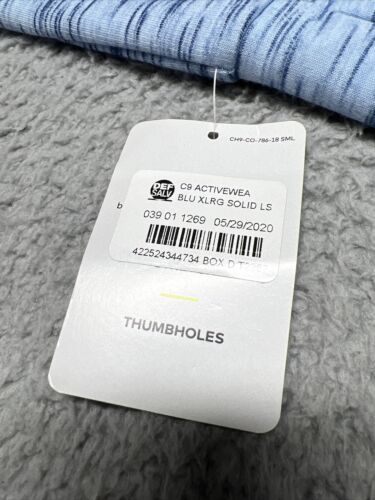 CH9-CO-786-18 SML
DEF
SALV
C9 ACTIVEWEA
BLU XLRG SOLID LS
b
039 01 1269 05/29/2020
422524344734 BOX D
THUMBHOLES